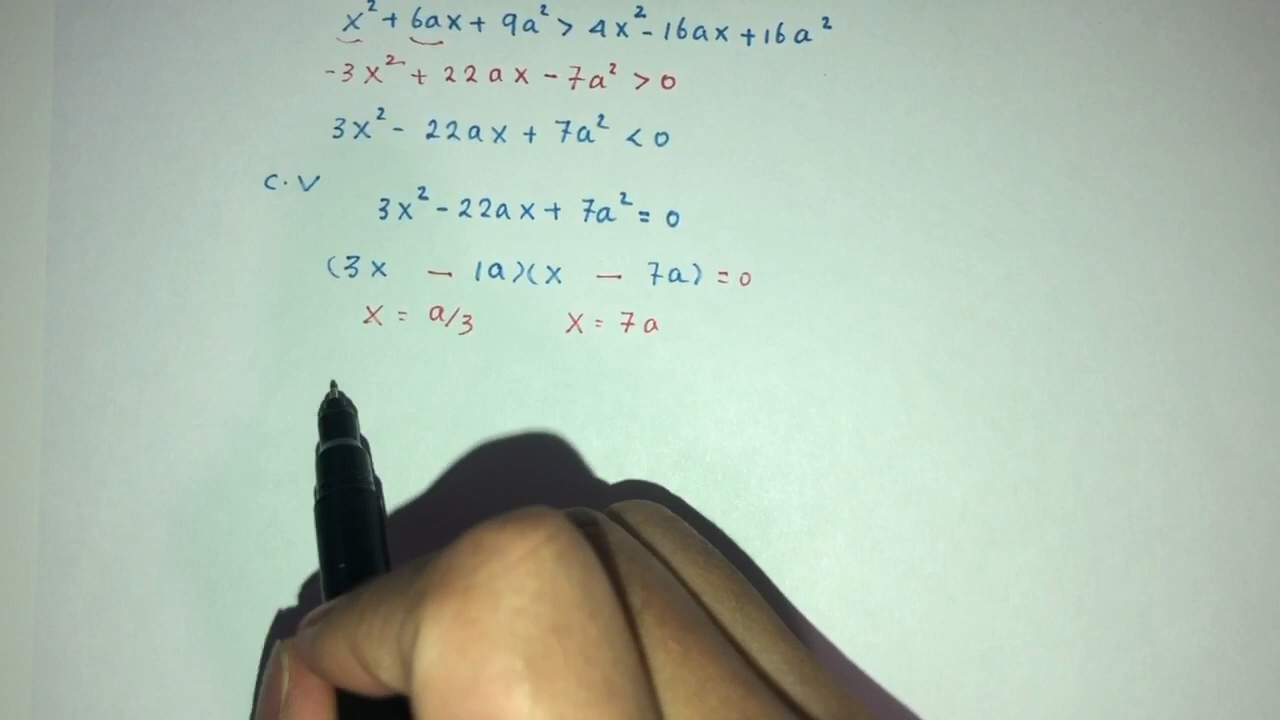 x² + 6ax + 9a² > 4x² - 16ax + 16a²
-3x² + 22ax - 7a² > 0
3x² - 22ax + 7a² < 0
C.V
3x² - 22ax + 7a² = 0
(3x - 1a)(x - 7a) = 0
x = a/3 x = 7a